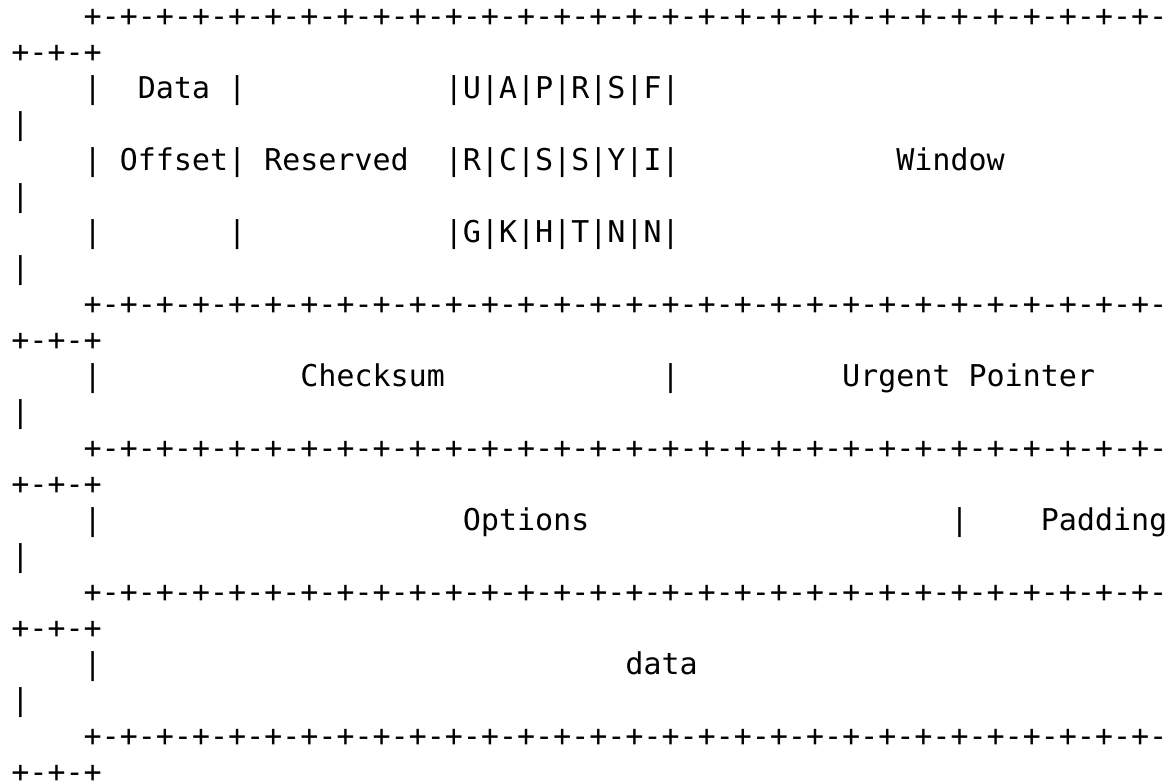 +-+-+-+-+-+-+-+-+-+-+-+-+-+-+-+-+-+-+-+-+-+-+-+-+-+-+-+-+-+-
+-+-+
    |  Data |           |U|A|P|R|S|F|
|
    | Offset| Reserved  |R|C|S|S|Y|I|            Window
|
    |       |           |G|K|H|T|N|N|
|
    +-+-+-+-+-+-+-+-+-+-+-+-+-+-+-+-+-+-+-+-+-+-+-+-+-+-+-+-+-+-
+-+-+
    |           Checksum            |         Urgent Pointer
|
    +-+-+-+-+-+-+-+-+-+-+-+-+-+-+-+-+-+-+-+-+-+-+-+-+-+-+-+-+-+-
+-+-+
    |                    Options                    |    Padding
|
    +-+-+-+-+-+-+-+-+-+-+-+-+-+-+-+-+-+-+-+-+-+-+-+-+-+-+-+-+-+-
+-+-+
    |                             data
|
    +-+-+-+-+-+-+-+-+-+-+-+-+-+-+-+-+-+-+-+-+-+-+-+-+-+-+-+-+-+-
+-+-+